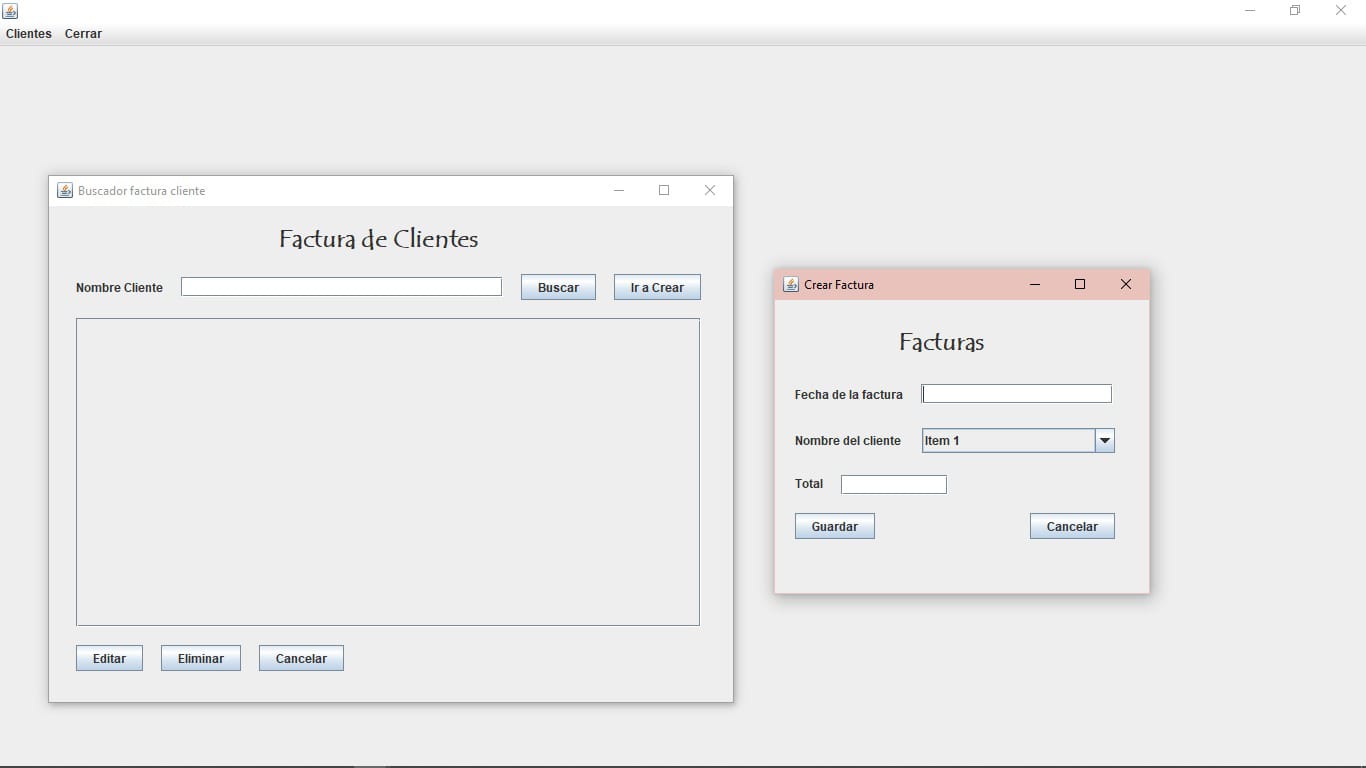 Clientes Cerrar
Buscador factura cliente
Factura de Clientes
Nombre Cliente Buscar Ir a Crear
Editar Eliminar Cancelar
Crear Factura
Facturas
Fecha de la factura
Nombre del cliente Item 1
Total
Guardar Cancelar